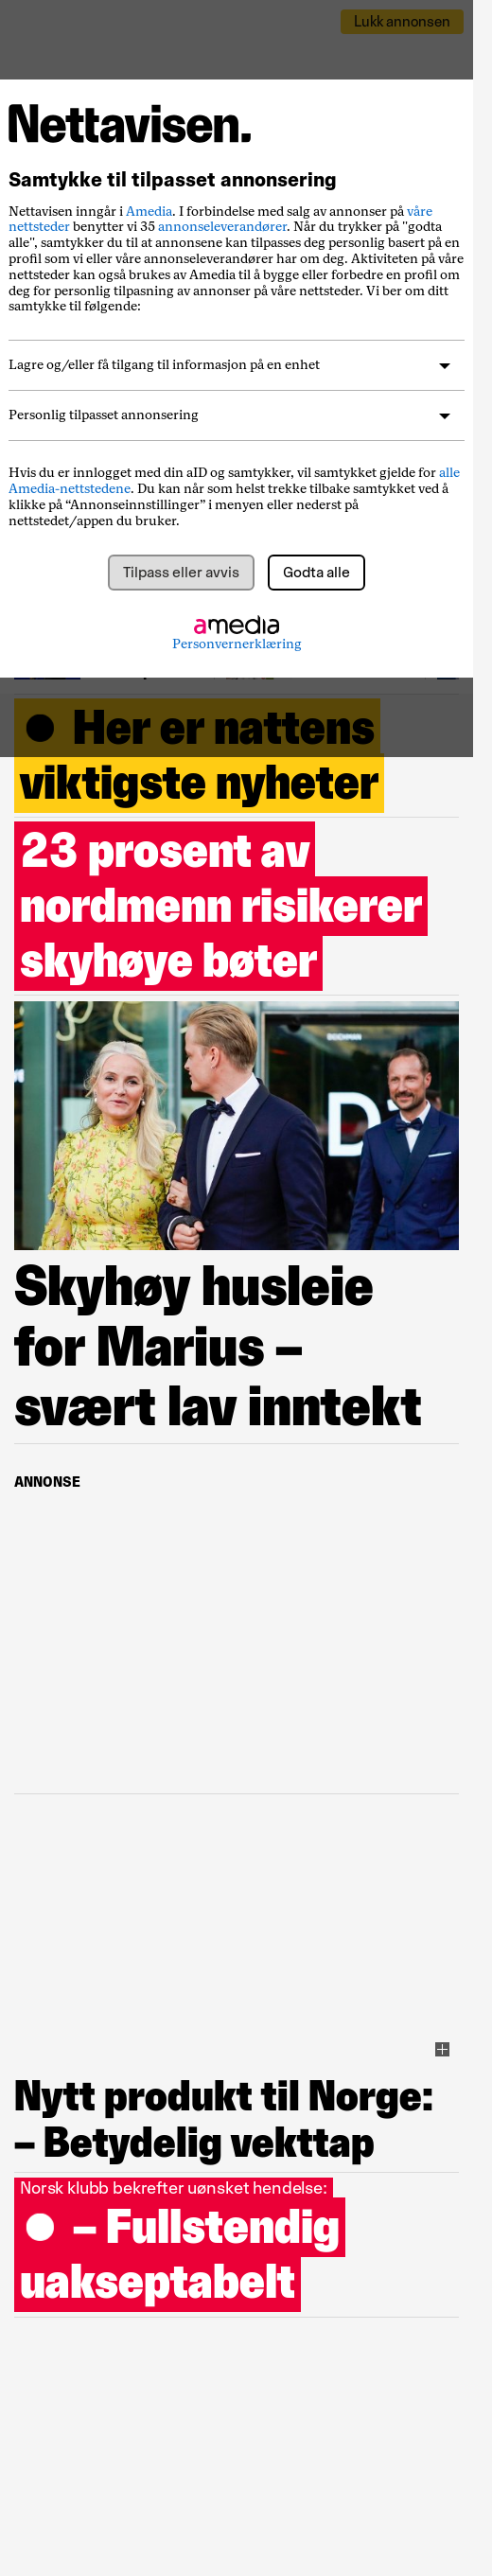 Lukk annonsen
Nettavisen.
Samtykke til tilpasset annonsering
Nettavisen inngår i Amedia. I forbindelse med salg av annonser på våre
nettsteder benytter vi 35 annonseleverandører. Når du trykker på "godta
alle", samtykker du til at annonsene kan tilpasses deg personlig basert på en
profil som vi eller våre annonseleverandører har om deg. Aktiviteten på våre
nettsteder kan også brukes av Amedia til å bygge eller forbedre en profil om
deg for personlig tilpasning av annonser på våre nettsteder. Vi ber om ditt
samtykke til følgende:
Lagre og/eller få tilgang til informasjon på en enhet
Personlig tilpasset annonsering
Hvis du er innlogget med din aID og samtykker, vil samtykket gjelde for alle
Amedia-nettstedene. Du kan når som helst trekke tilbake samtykket ved å
klikke på “Annonseinnstillinger” i menyen eller nederst på
nettstedet/appen du bruker.
Tilpass eller avvis
Godta alle
amedia
Personvernerklæring
Her er nattens
viktigste nyheter
23 prosent av
nordmenn risikerer
skyhøye bøter
DEICHMAN
Skyhøy husleie
for Marius –
svært lav inntekt
ANNONSE
Nytt produkt til Norge:
– Betydelig vekttap
Norsk klubb bekrefter uønsket hendelse:
– Fullstendig
uakseptabelt